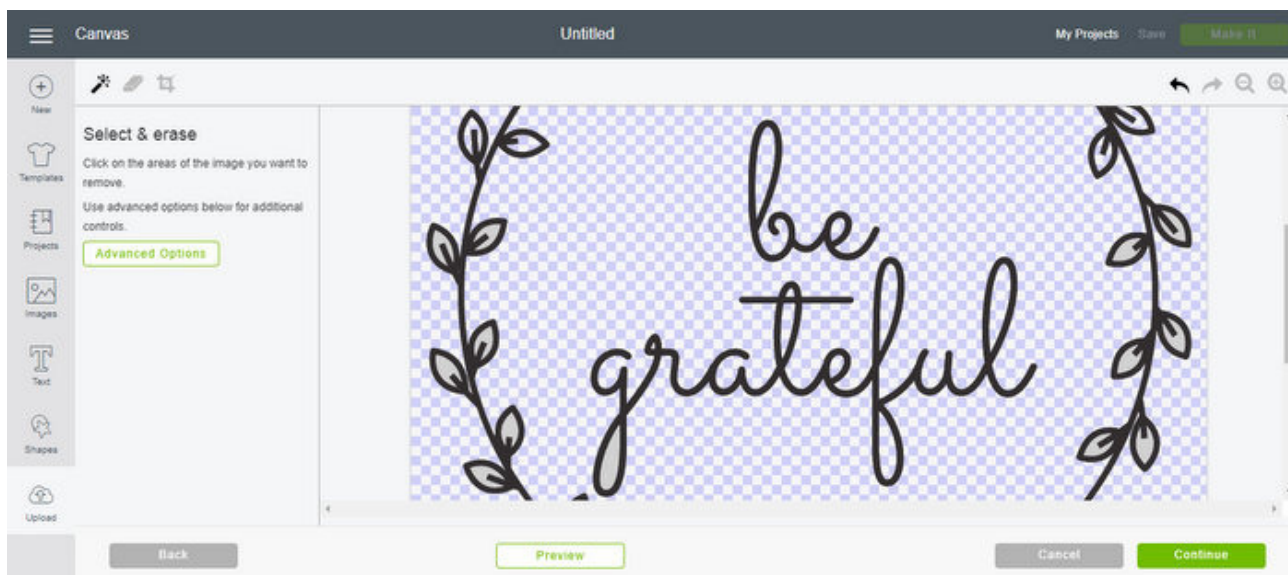 Canvas
Untitled
My Projects
Save
Make It
New
Templates
Projects
Images
Text
Shapes
Upload
Select & erase
Click on the areas of the image you want to
remove.
Use advanced options below for additional
controls.
Advanced Options
be
grateful
Back
Preview
Cancel
Continue